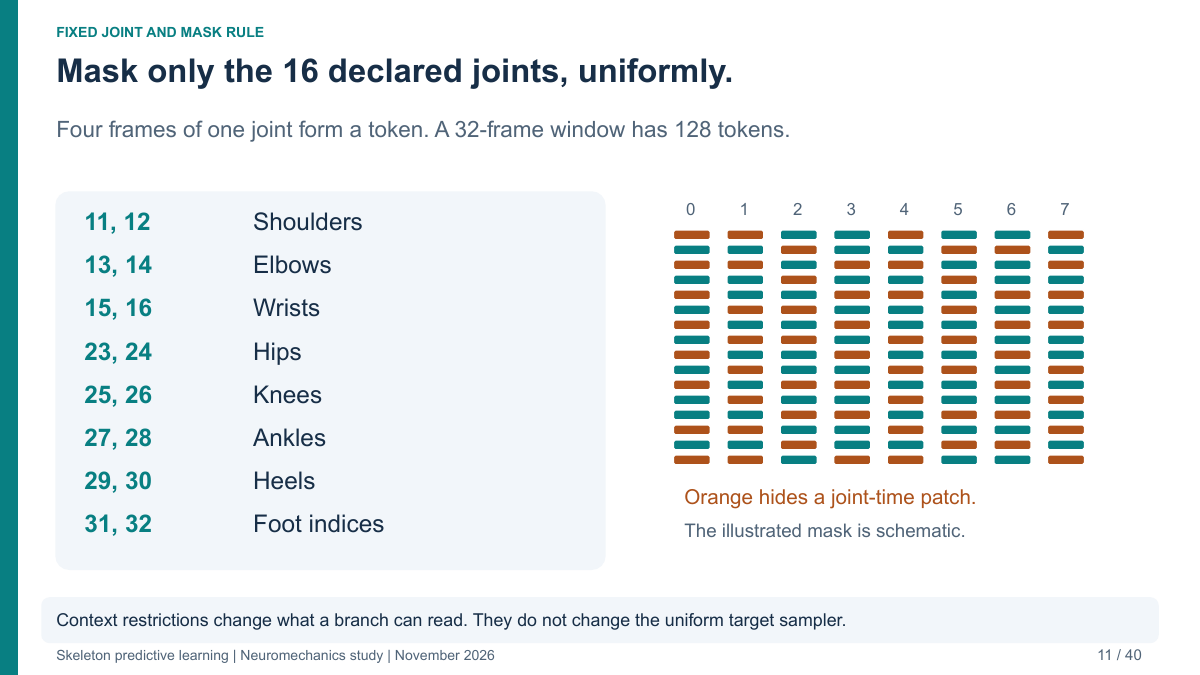 FIXED JOINT AND MASK RULE
Mask only the 16 declared joints, uniformly.
Four frames of one joint form a token. A 32-frame window has 128 tokens.
11, 12 Shoulders
13, 14 Elbows
15, 16 Wrists
23, 24 Hips
25, 26 Knees
27, 28 Ankles
29, 30 Heels
31, 32 Foot indices
0 1 2 3 4 5 6 7
Orange hides a joint-time patch.
The illustrated mask is schematic.
Context restrictions change what a branch can read. They do not change the uniform target sampler.
Skeleton predictive learning | Neuromechanics study | November 2026
11 / 40